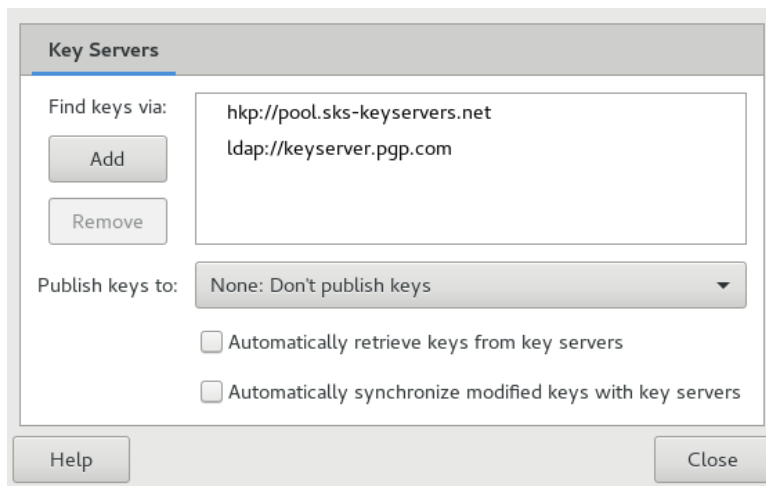 Key Servers
Find keys via:
hkp://pool.sks-keyservers.net
ldap://keyserver.pgp.com
Add
Remove
Publish keys to:
None: Don't publish keys
Automatically retrieve keys from key servers
Automatically synchronize modified keys with key servers
Help
Close